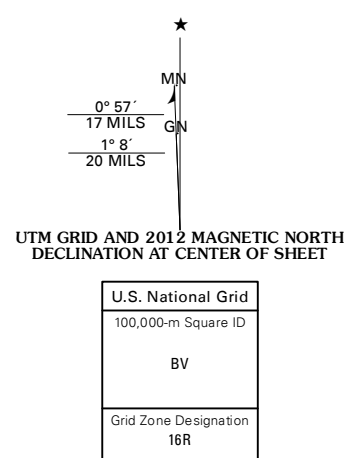 ★
MN
0° 57´
17 MILS
GN
1° 8´
20 MILS
UTM GRID AND 2012 MAGNETIC NORTH
DECLINATION AT CENTER OF SHEET
U.S. National Grid
100,000-m Square ID
BV
Grid Zone Designation
16R